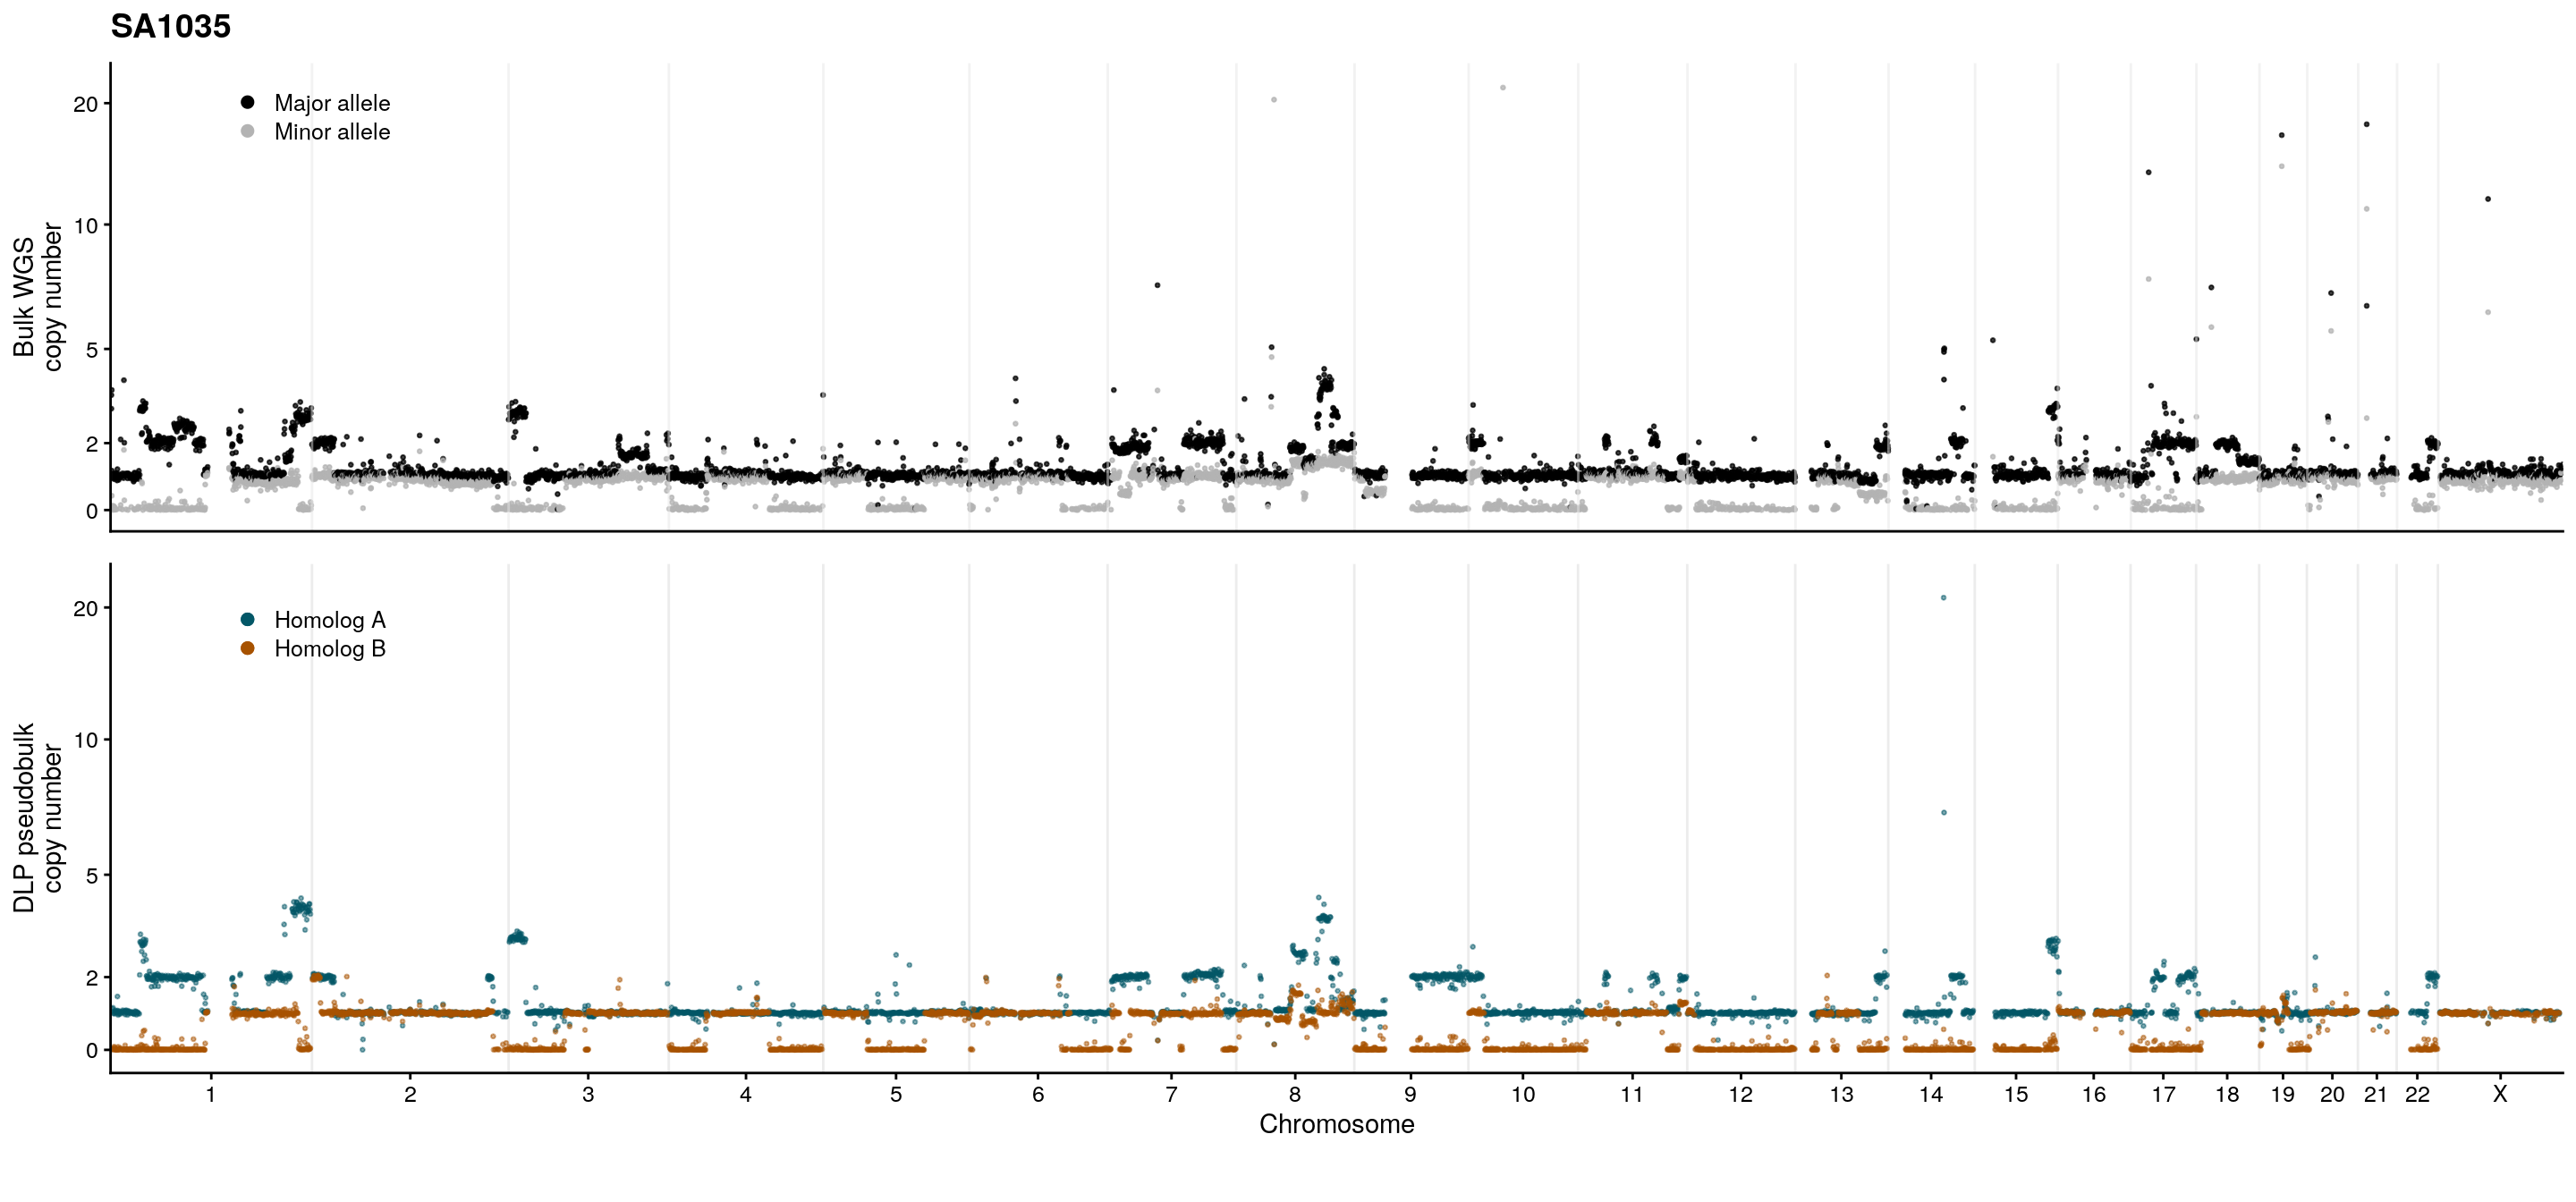 SA1035
Bulk WGS
copy number
20
10
5
2
0
Major allele
Minor allele
DLP pseudobulk
copy number
20
10
5
2
0
Homolog A
Homolog B
1 2 3 4 5 6 7 8 9 10 11 12 13 14 15 16 17 18 19 20 21 22 X
Chromosome